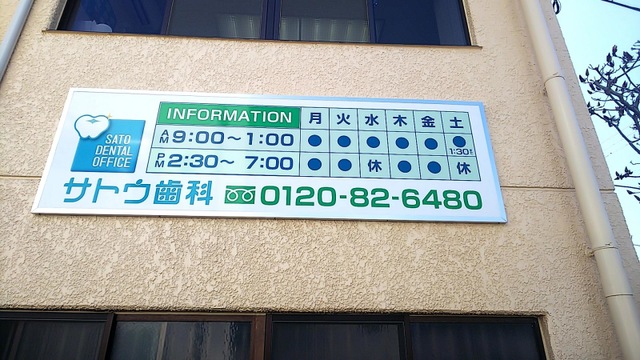 SATO
DENTAL
OFFICE
INFORMATION 月 火 水 木 金 土
AM 9:00～1:00 ● ● ● ● ● ●
1:30まで
PM 2:30～7:00 ● ● 休 ● ● 休
サトウ歯科 0120-82-6480